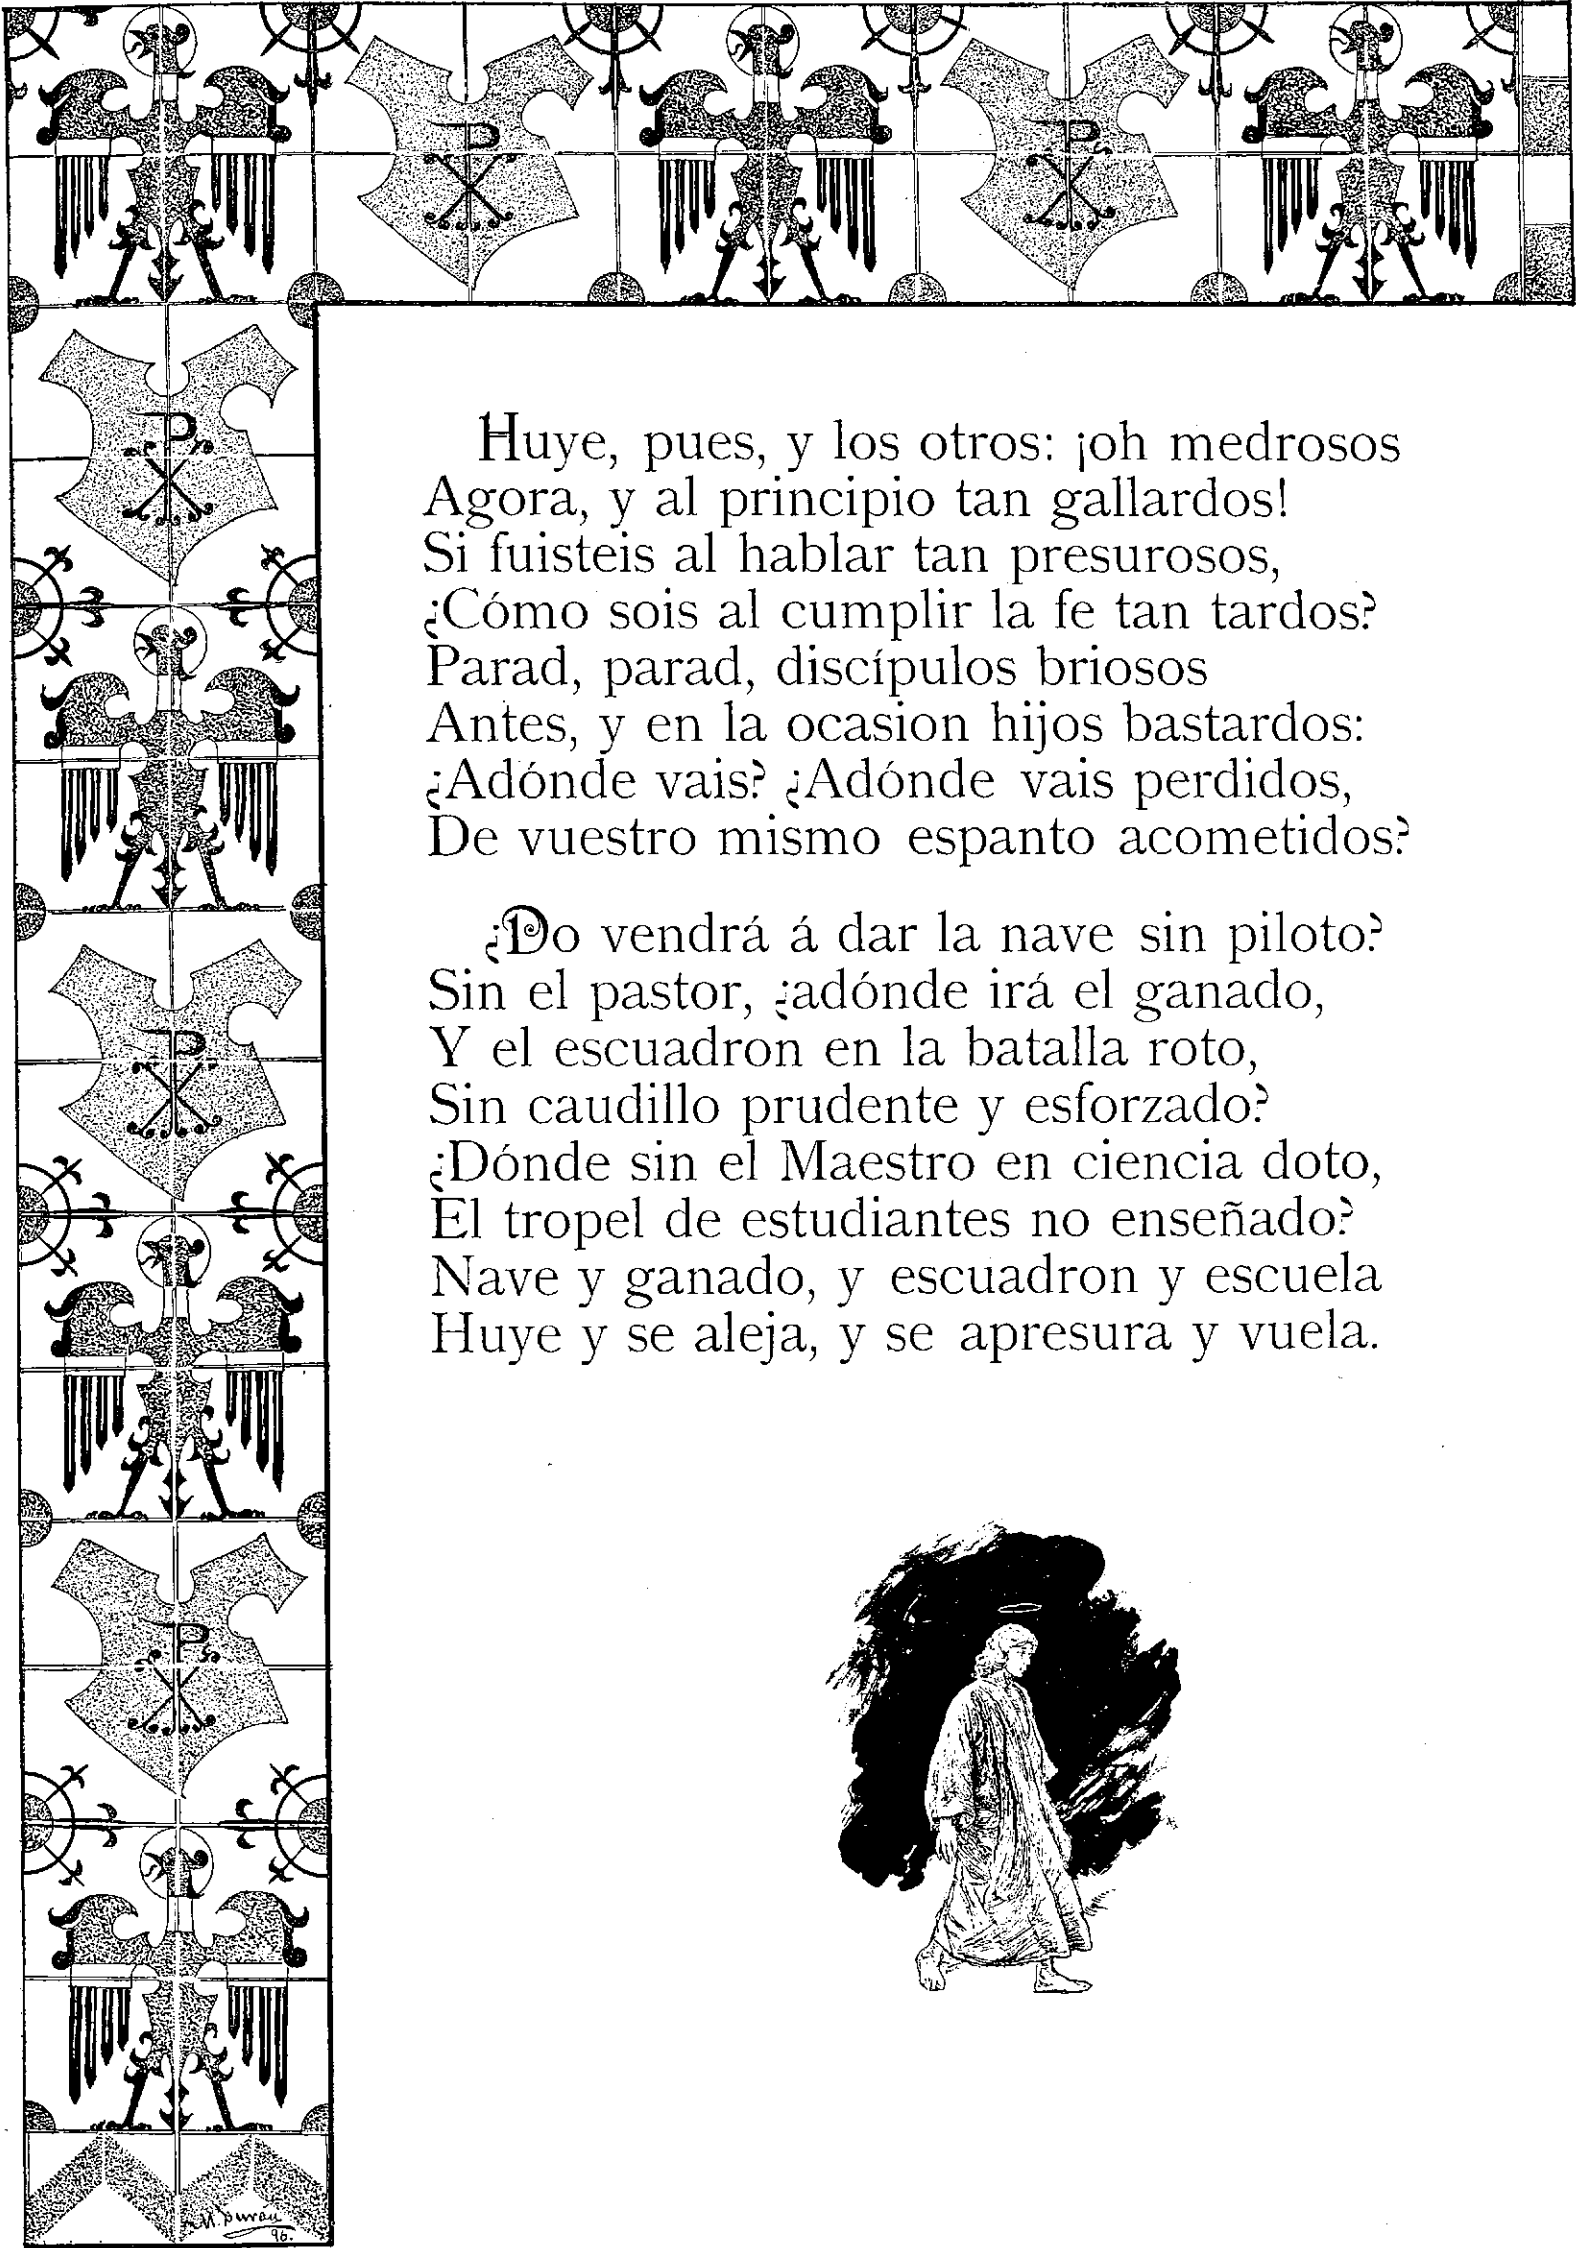 Huye, pues, y los otros: ¡oh medrosos
Agora, y al principio tan gallardos!
Si fuisteis al hablar tan presurosos,
¿Cómo sois al cumplir la fe tan tardos?
Parad, parad, discípulos briosos
Antes, y en la ocasion hijos bastardos:
¿Adónde vais? ¿Adónde vais perdidos,
De vuestro mismo espanto acometidos?
¿Do vendrá á dar la nave sin piloto?
Sin el pastor, ¿adónde irá el ganado,
Y el escuadron en la batalla roto,
Sin caudillo prudente y esforzado?
¿Dónde sin el Maestro en ciencia doto,
El tropel de estudiantes no enseñado?
Nave y ganado, y escuadron y escuela
Huye y se aleja, y se apresura y vuela.
M. Durán
96.